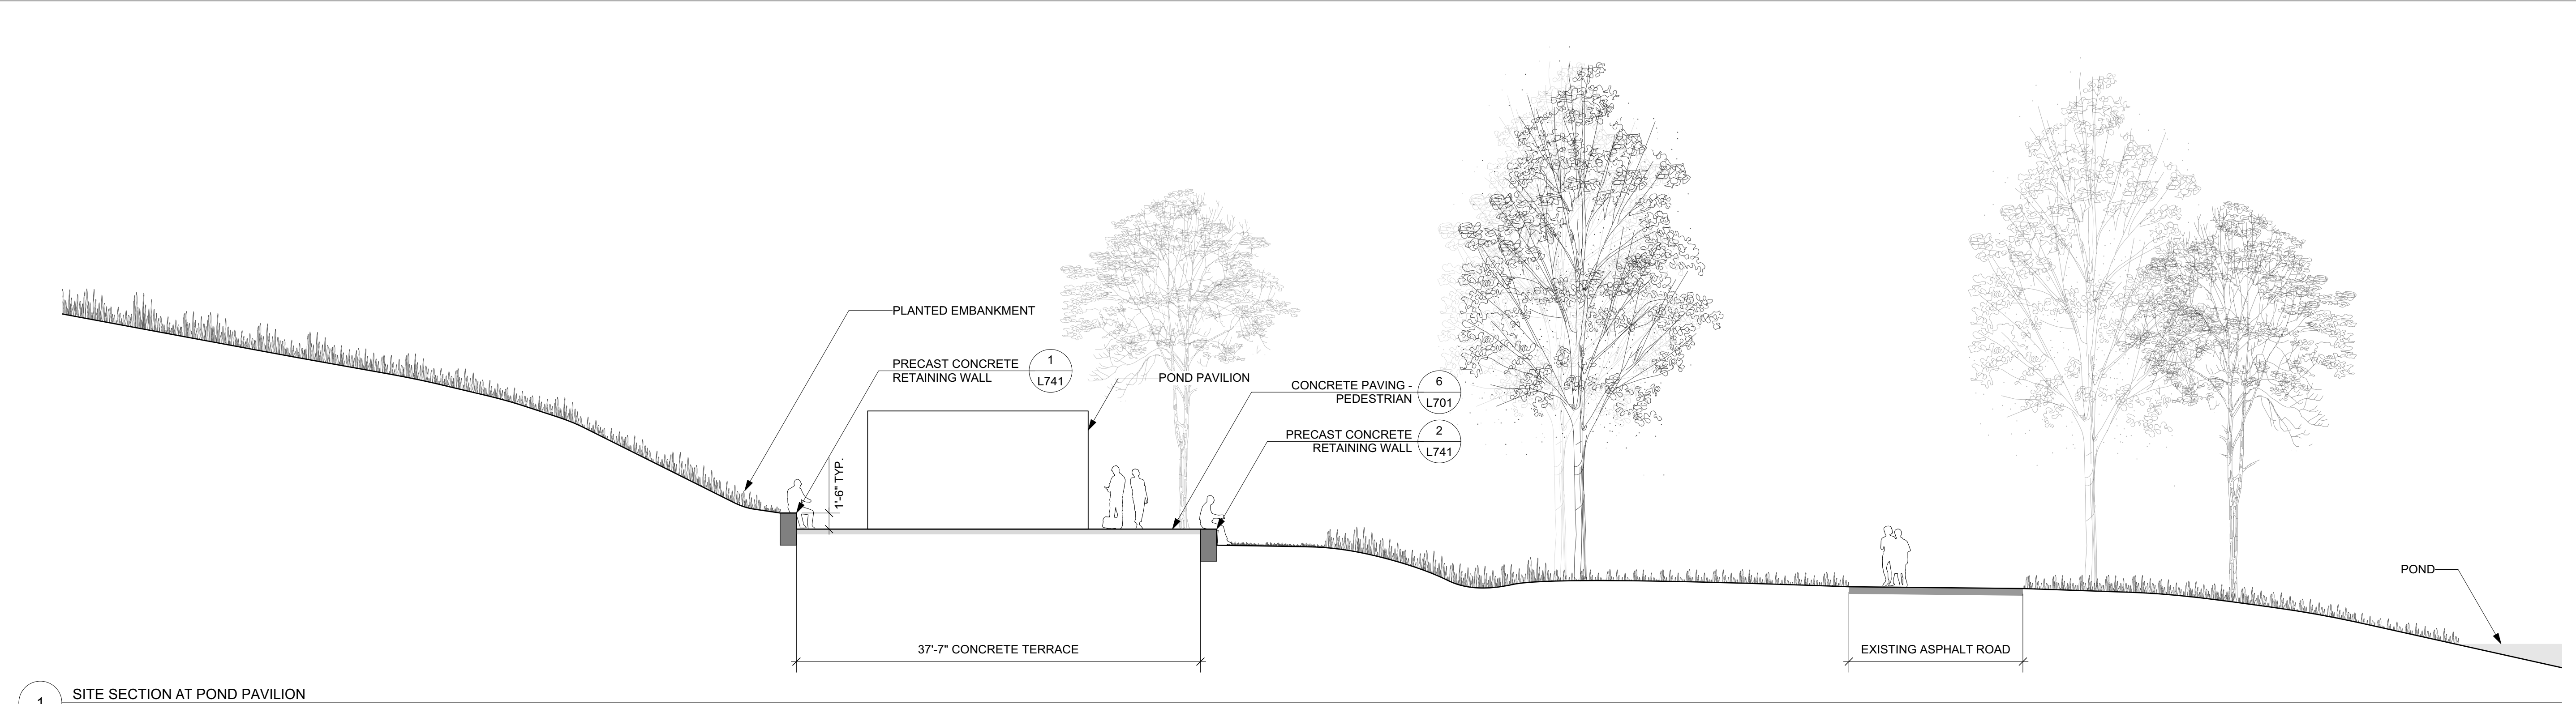 PLANTED EMBANKMENT
PRECAST CONCRETE
RETAINING WALL
1
L741
POND PAVILION
CONCRETE PAVING -
PEDESTRIAN
6
L701
PRECAST CONCRETE
RETAINING WALL
2
L741
1'-6" TYP.
POND
37'-7" CONCRETE TERRACE
EXISTING ASPHALT ROAD
1
SITE SECTION AT POND PAVILION